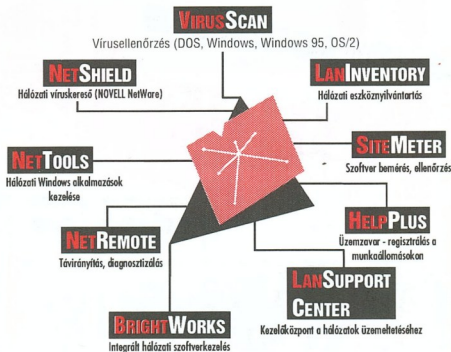 VIRUSSCAN
Vírusellenőrzés (DOS, Windows, Windows 95, OS/2)
NETSHIELD
Hálózati víruskereső (NOVELL NetWare)
LANINVENTORY
Hálózati eszköznyilvántartás
SITEMETER
Szoftver bemérés, ellenőrzés
NETTOOLS
Hálózati Windows alkalmazások
kezelése
HELPPLUS
Üzemzavar - regisztrálás a
munkaállomásokon
NETREMOTE
Távirányítás, diagnosztizálás
LANSUPPORT
CENTER
Kezelőközpont a hálózatok üzemeltetéséhez
BRIGHTWORKS
Integrált hálózati szoftverkezelés